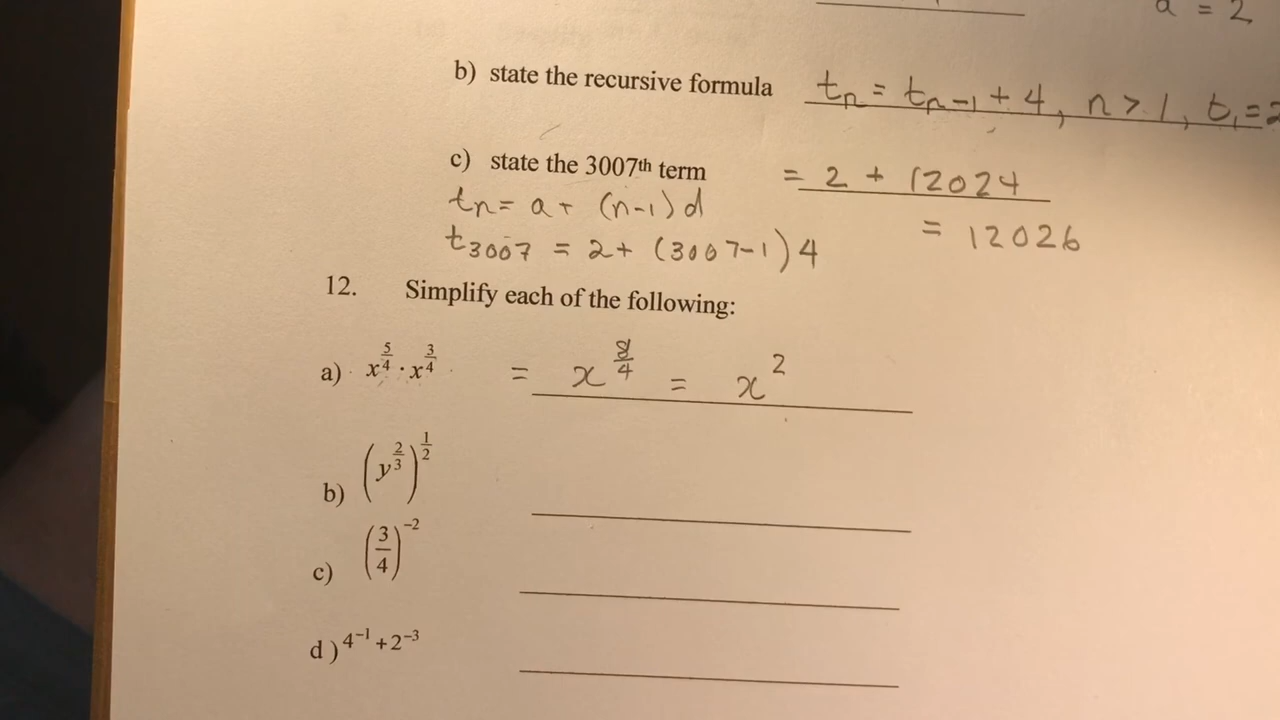 a = 2
b) state the recursive formula tₙ = tₙ₋₁ + 4, n > 1, t₁ = 2
c) state the 3007th term = 2 + 12024
tₙ = a + (n-1)d
= 12026
t₃₀₀₇ = 2 + (3007-1)4
12. Simplify each of the following:
a) x^(5/4) · x^(3/4) = x^(8/4) = x²
b) (y^(2/3))^(1/2)
c) (3/4)^(-2)
d) 4⁻¹ + 2⁻³